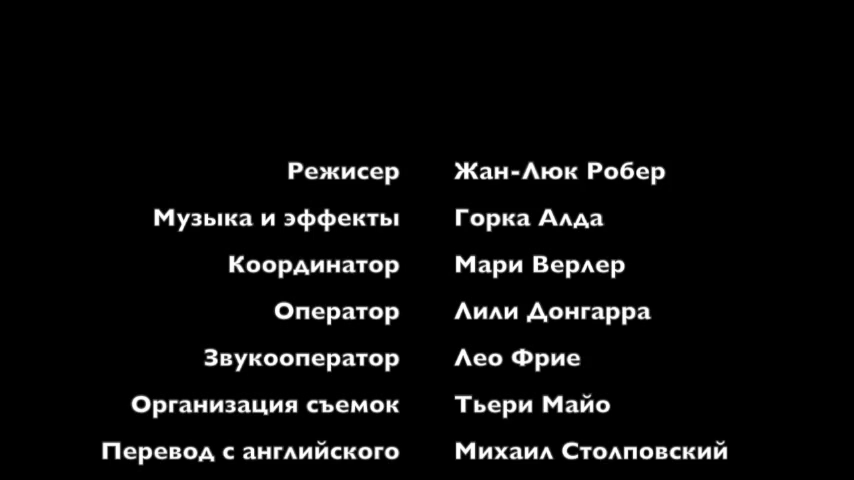 Режисер Жан-Люк Робер
Музыка и эффекты Горка Алда
Координатор Мари Верлер
Оператор Лили Донгарра
Звукооператор Лео Фрие
Организация съемок Тьери Майо
Перевод с английского Михаил Столповский